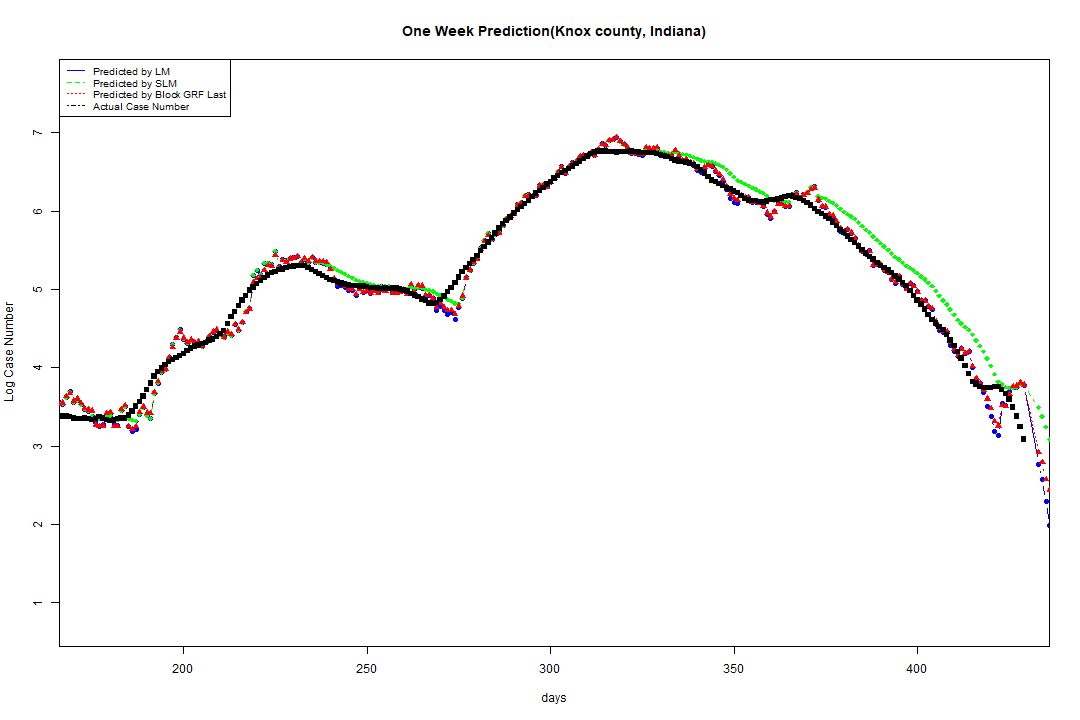 One Week Prediction(Knox county, Indiana)
Predicted by LM
Predicted by SLM
Predicted by Block GRF Last
Actual Case Number
Log Case Number
7
6
5
4
3
2
1
200 250 300 350 400
days